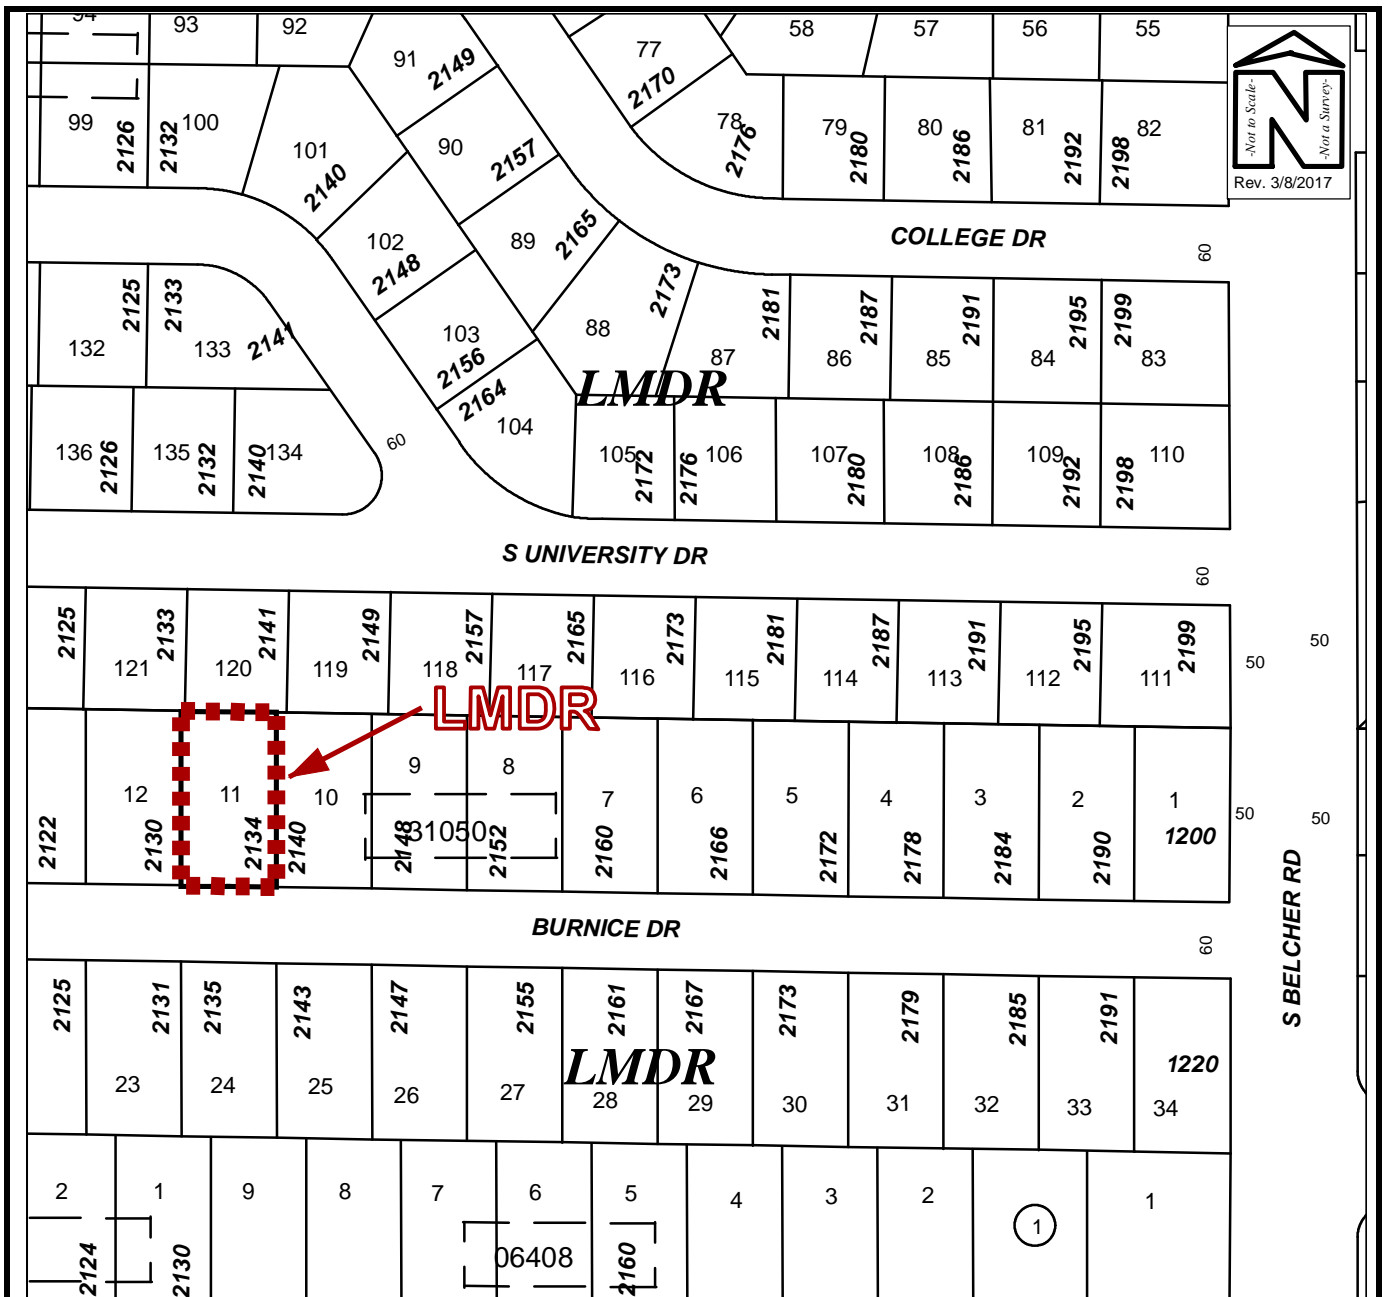 94 93 92 91 2149 77 2170 58 57 56 55
-Not to Scale-
-Not a Survey-
Rev. 3/8/2017
99 2126 2132 100 101 2140 90 2157 78 2176 79 2180 80 2186 81 2192 2198 82
COLLEGE DR 60
102 2148 89 2165
132 2125 2133 133 2141 103 2156 88 2173 87 2181 86 2187 85 2191 84 2195 2199 83
LMDR
136 2126 135 2132 2140 134 60 2164 104 105 2172 2176 106 107 2180 108 2186 109 2192 2198 110
S UNIVERSITY DR 60
2125 121 2133 120 2141 119 2149 118 2157 117 2165 116 2173 115 2181 114 2187 113 2191 112 2195 111 2199 50 50
LMDR
2122 12 2130 11 2134 2140 10 9 2148 8 2152 7 2160 6 2166 5 2172 4 2178 3 2184 2 2190 1 1200 50 50
31050
BURNICE DR 60
S BELCHER RD
2125 2131 2135 2143 2147 2155 2161 2167 2173 2179 2185 2191 1220
LMDR
23 24 25 26 27 28 29 30 31 32 33 34
2 1 9 8 7 6 5 4 3 2 1 1
2124 2130 06408 2160